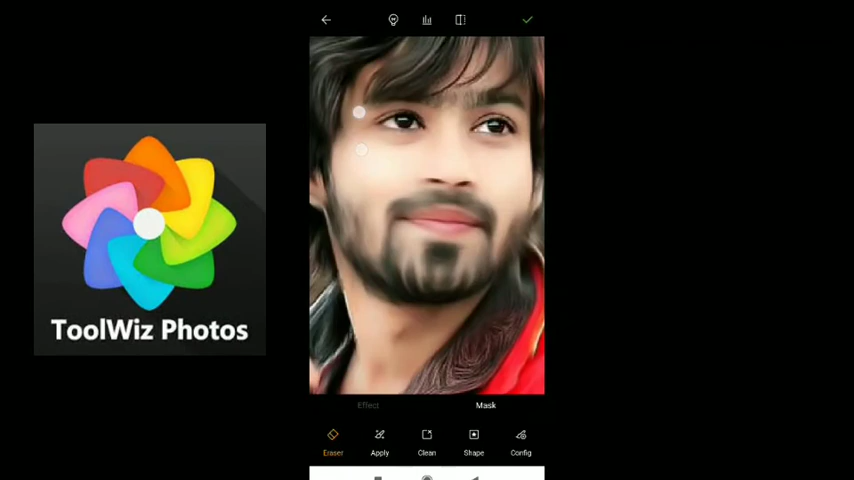 ToolWiz Photos
Effect
Mask
Eraser
Apply
Clean
Shape
Config